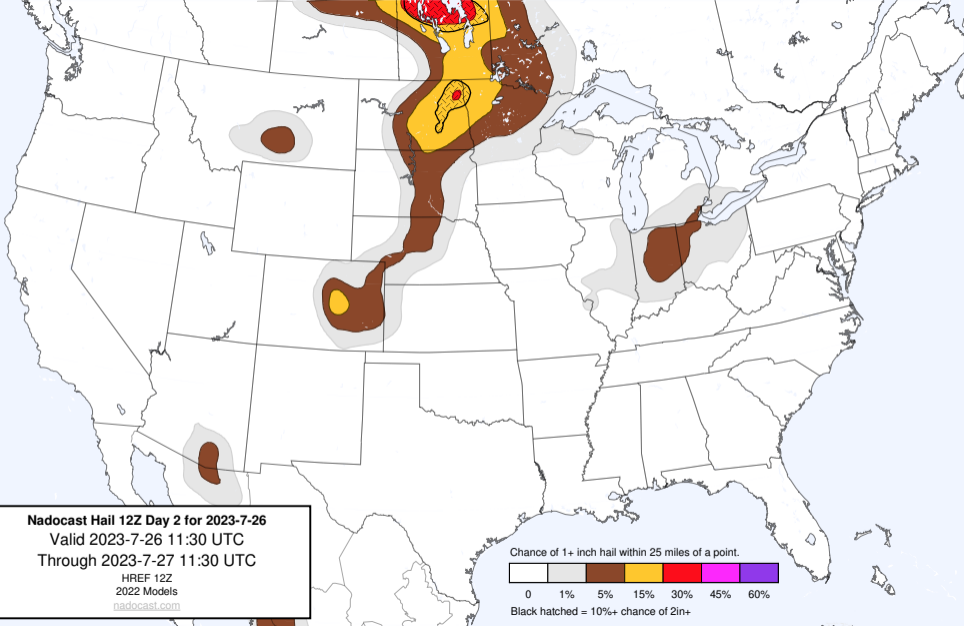 Nadocast Hail 12Z Day 2 for 2023-7-26
Valid 2023-7-26 11:30 UTC
Through 2023-7-27 11:30 UTC
HREF 12Z
2022 Models
nadocast.com
Chance of 1+ inch hail within 25 miles of a point.
0 1% 5% 15% 30% 45% 60%
Black hatched = 10%+ chance of 2in+